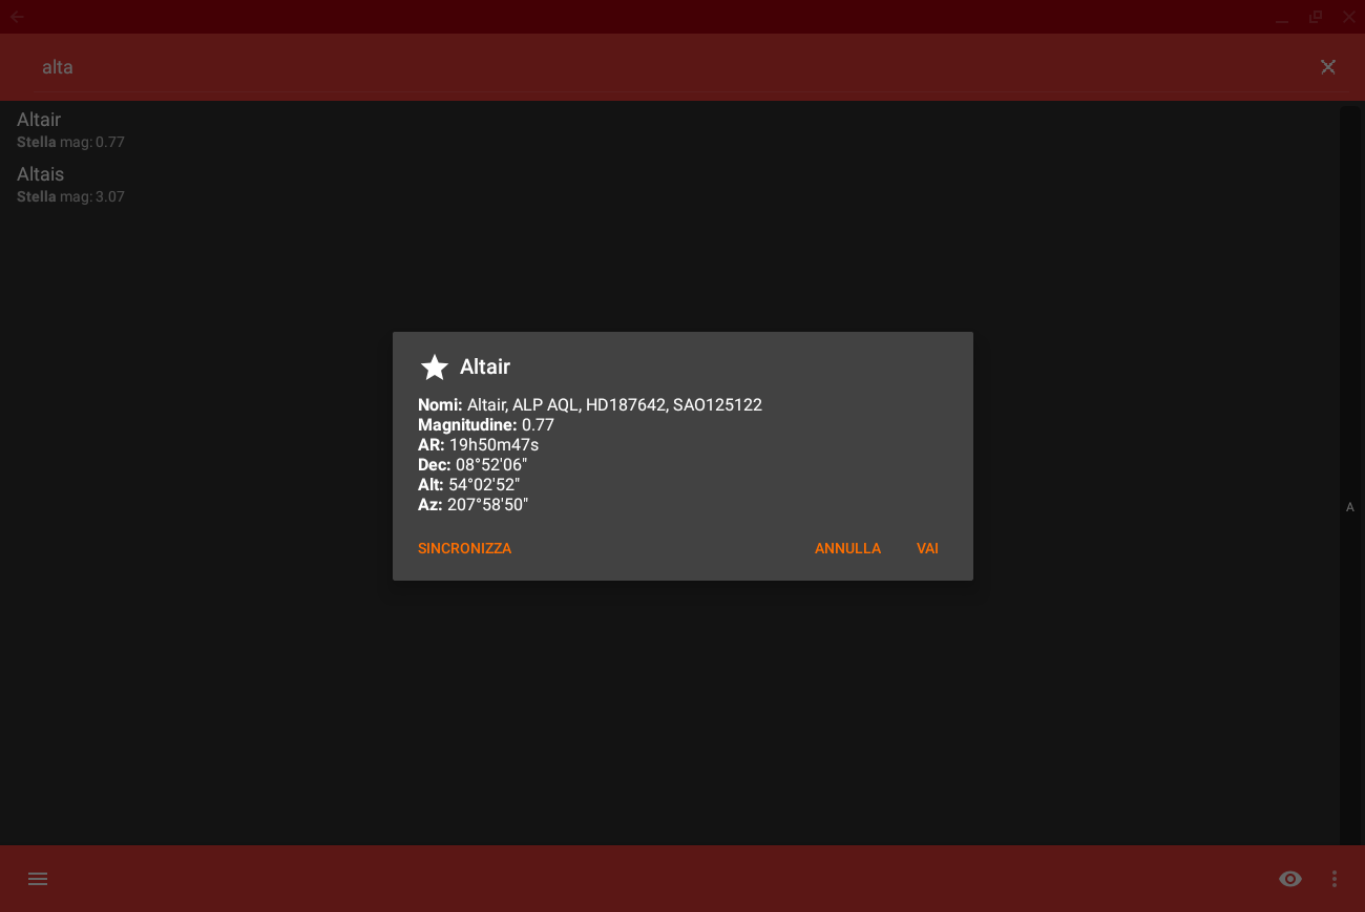 alta
Altair
Stella mag: 0.77
Altais
Stella mag: 3.07
Altair
Nomi: Altair, ALP AQL, HD187642, SAO125122
Magnitudine: 0.77
AR: 19h50m47s
Dec: 08°52'06"
Alt: 54°02'52"
Az: 207°58'50"
A
SINCRONIZZA ANNULLA VAI